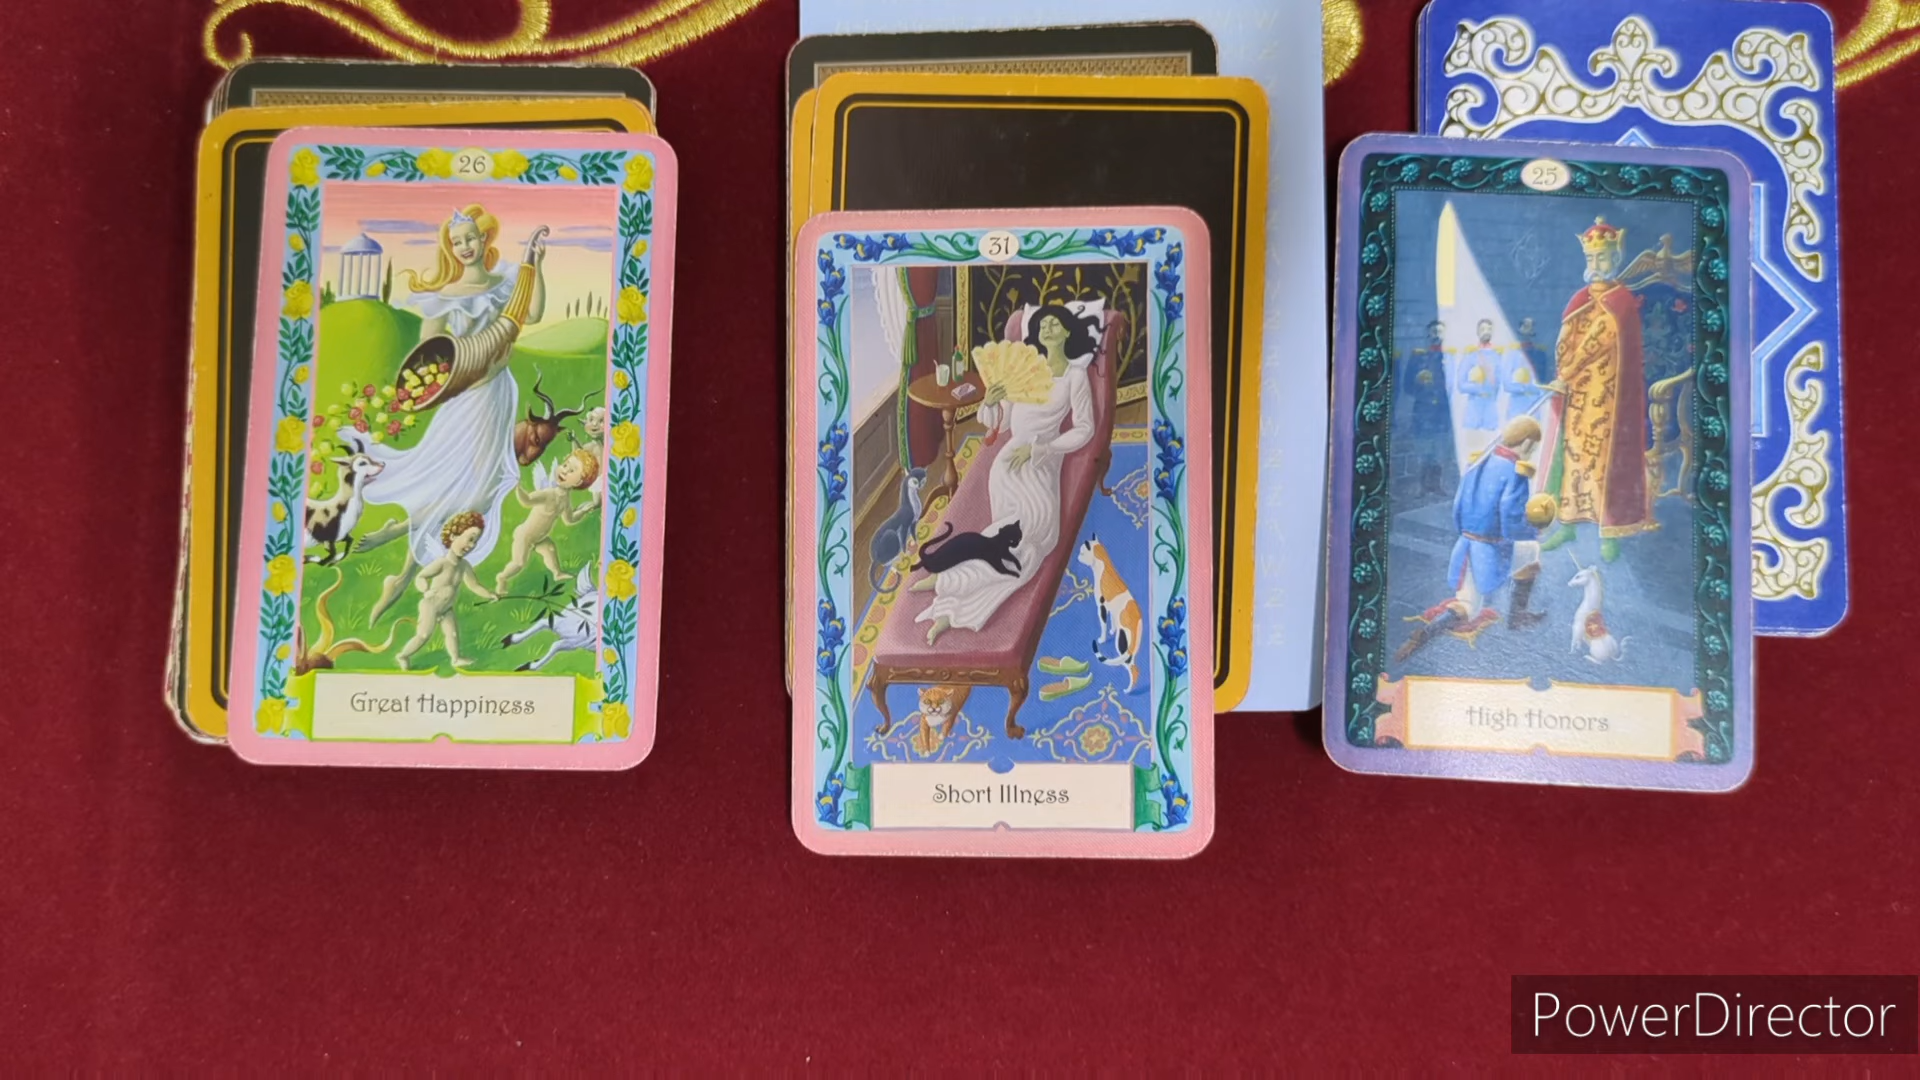 26
Great Happiness
31
Short Illness
25
High Honors
PowerDirector